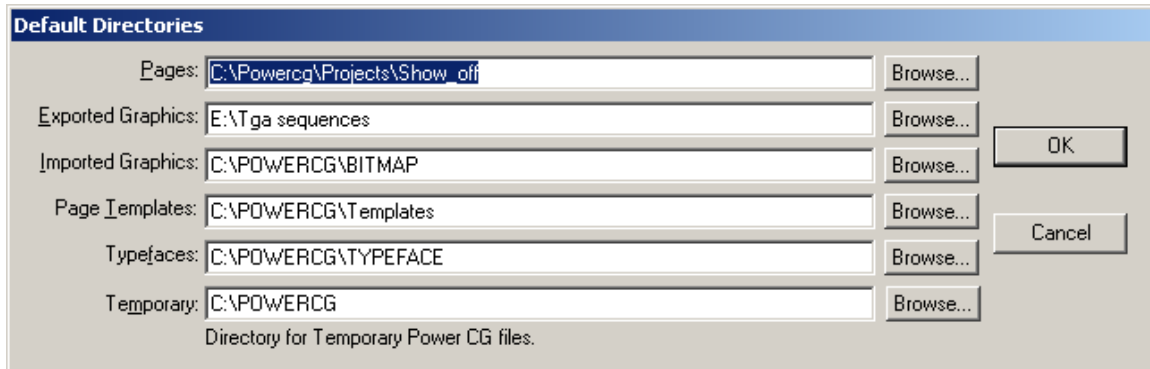 Default Directories
Pages: C:\Powercg\Projects\Show_off Browse...
Exported Graphics: E:\Tga sequences Browse...
OK
Imported Graphics: C:\POWERCG\BITMAP Browse...
Page Templates: C:\POWERCG\Templates Browse...
Cancel
Typefaces: C:\POWERCG\TYPEFACE Browse...
Temporary: C:\POWERCG Browse...
Directory for Temporary Power CG files.